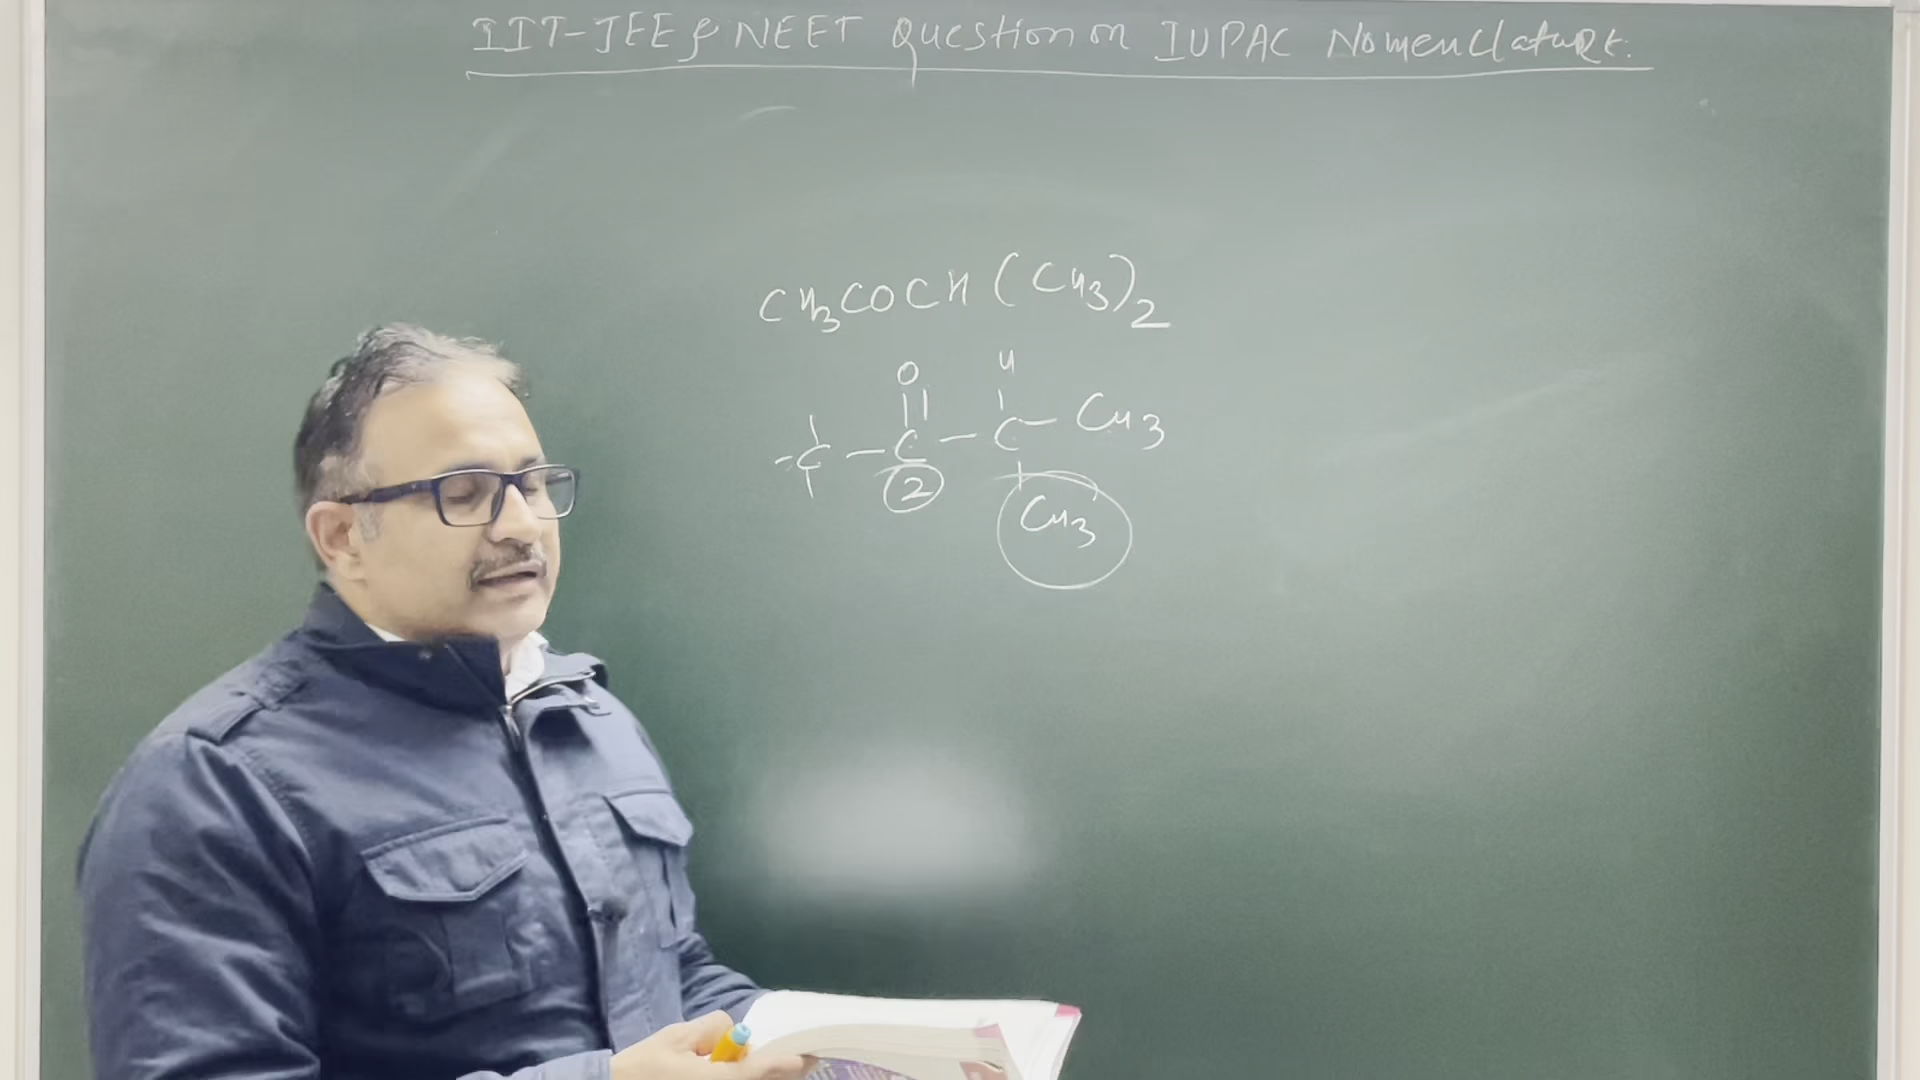 IIT-JEE & NEET Question on IUPAC Nomenclature.
CH3COCH(CH3)2
O H
-C-C-C-CH3
2 CH3